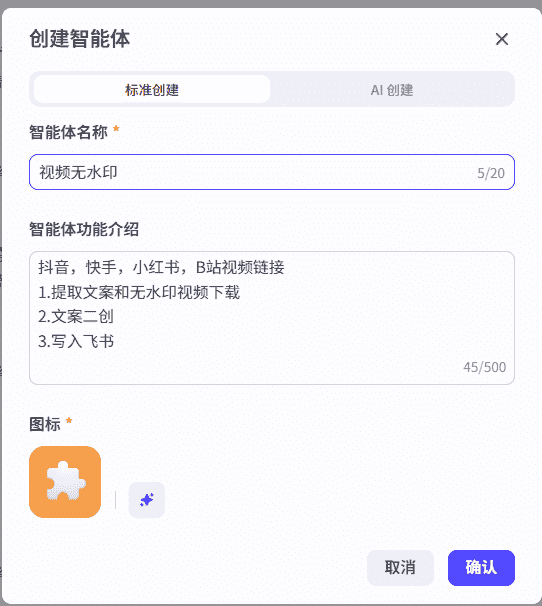 创建智能体
标准创建
AI 创建
智能体名称 *
视频无水印
5/20
智能体功能介绍
抖音，快手，小红书，B站视频链接
1.提取文案和无水印视频下载
2.文案二创
3.写入飞书
45/500
图标 *
取消
确认